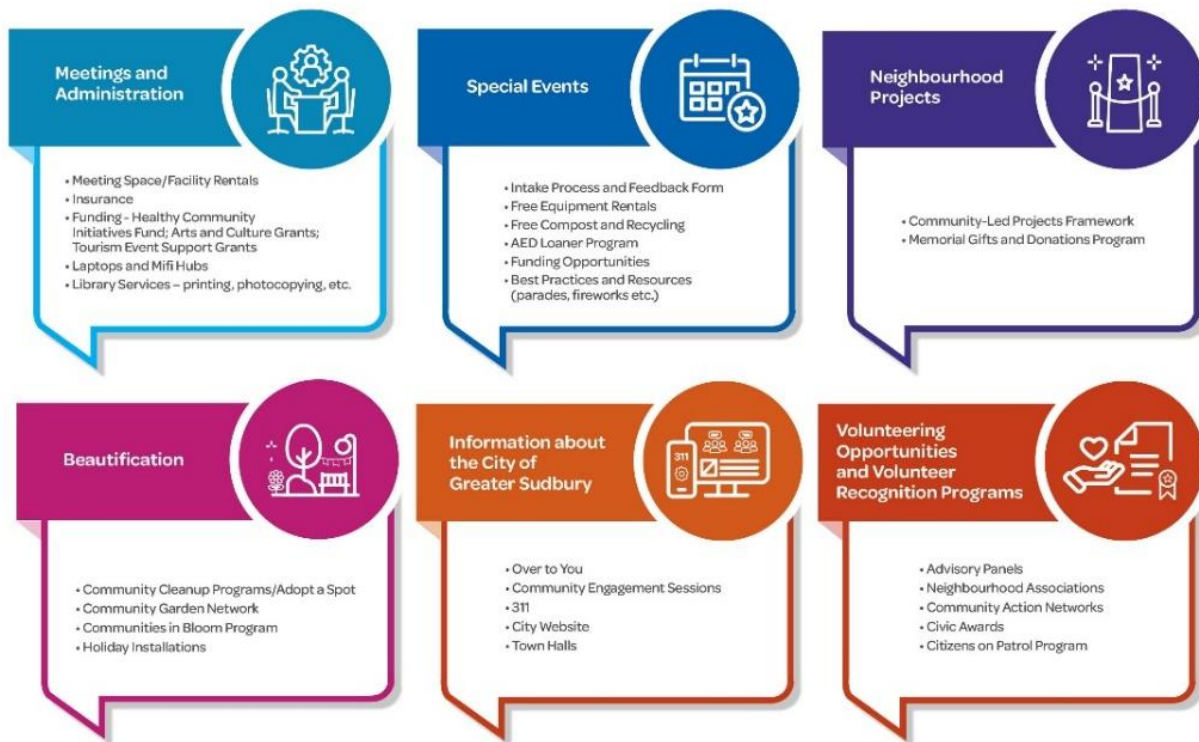 Meetings and
Administration
• Meeting Space/Facility Rentals
• Insurance
• Funding - Healthy Community
Initiatives Fund; Arts and Culture Grants;
Tourism Event Support Grants
• Laptops and Mifi Hubs
• Library Services – printing, photocopying, etc.
Special Events
• Intake Process and Feedback Form
• Free Equipment Rentals
• Free Compost and Recycling
• AED Loaner Program
• Funding Opportunities
• Best Practices and Resources
(parades, fireworks etc.)
Neighbourhood
Projects
• Community-Led Projects Framework
• Memorial Gifts and Donations Program
Beautification
• Community Cleanup Programs/Adopt a Spot
• Community Garden Network
• Communities in Bloom Program
• Holiday Installations
Information about
the City of
Greater Sudbury
311
• Over to You
• Community Engagement Sessions
• 311
• City Website
• Town Halls
Volunteering
Opportunities
and Volunteer
Recognition Programs
• Advisory Panels
• Neighbourhood Associations
• Community Action Networks
• Civic Awards
• Citizens on Patrol Program